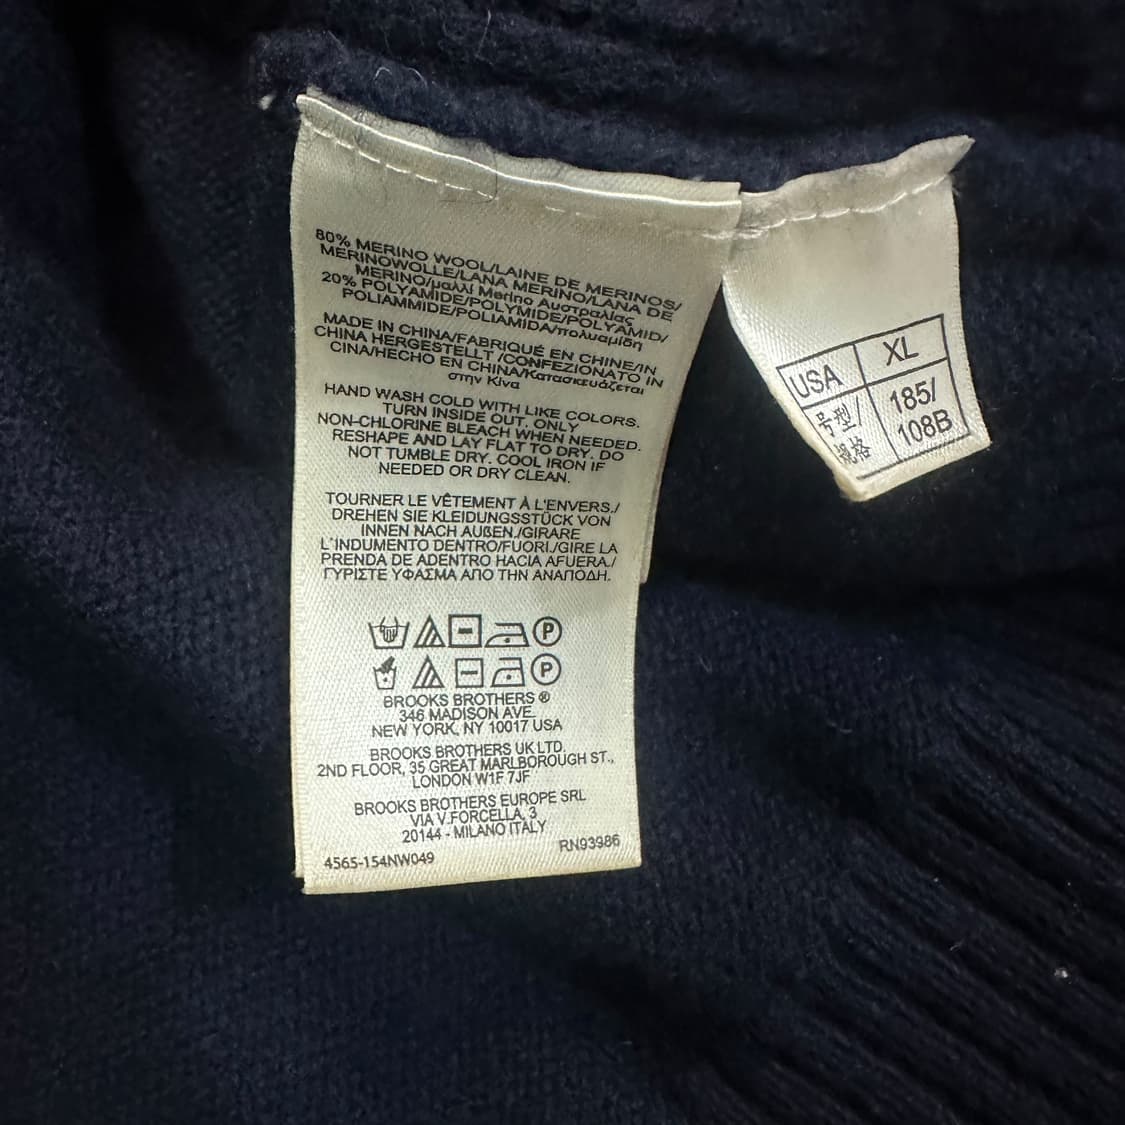 80% MERINO WOOL/LAINE DE MERINOS/
MERINOWOLLE/LANA MERINO/LANA DE
MERINO/μαλλί Merino Αυστραλίας
20% POLYAMIDE/POLYMIDE/POLYAMID/
POLIAMMIDE/POLIAMIDA/πολυαμίδη
MADE IN CHINA/FABRIQUÉ EN CHINE/IN
CHINA HERGESTELLT /CONFEZIONATO IN
CINA/HECHO EN CHINA/Κατασκευάζεται
στην Κίνα
HAND WASH COLD WITH LIKE COLORS.
TURN INSIDE OUT. ONLY
NON-CHLORINE BLEACH WHEN NEEDED.
RESHAPE AND LAY FLAT TO DRY. DO
NOT TUMBLE DRY. COOL IRON IF
NEEDED OR DRY CLEAN.
TOURNER LE VÊTEMENT À L'ENVERS./
DREHEN SIE KLEIDUNGSSTÜCK VON
INNEN NACH AUßEN./GIRARE
L'INDUMENTO DENTRO/FUORI./GIRE LA
PRENDA DE ADENTRO HACIA AFUERA./
ΓΥΡΙΣΤΕ ΥΦΑΣΜΑ ΑΠΟ ΤΗΝ ΑΝΑΠΟΔΗ.
P
P
BROOKS BROTHERS ®
346 MADISON AVE.
NEW YORK, NY 10017 USA
BROOKS BROTHERS UK LTD.
2ND FLOOR, 35 GREAT MARLBOROUGH ST.,
LONDON W1F 7JF
BROOKS BROTHERS EUROPE SRL
VIA V.FORCELLA, 3
20144 - MILANO ITALY
4565-154NW049 RN93986
USA XL
号型/ 185/
规格 108B